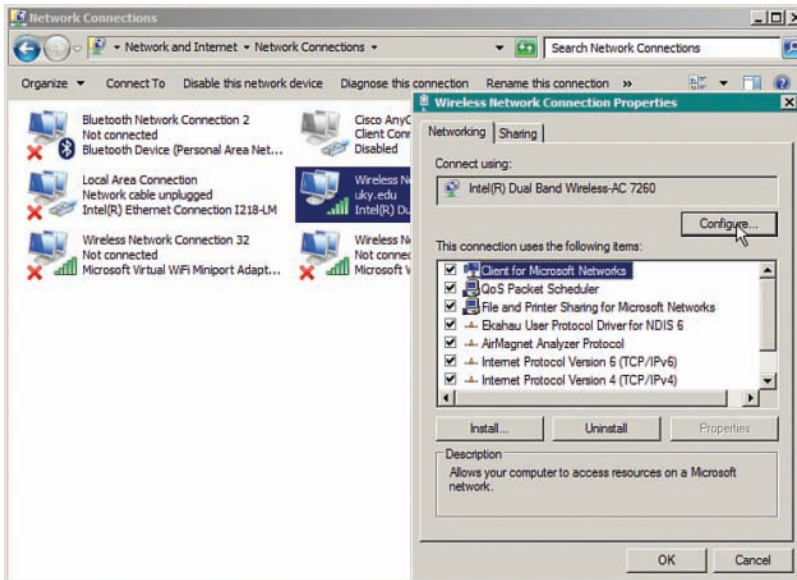 Network Connections
Network and Internet Network Connections
Search Network Connections
Organize Connect To Disable this network device Diagnose this connection Rename this connection »
Bluetooth Network Connection 2
Not connected
Bluetooth Device (Personal Area Net...
Cisco AnyC
Client Conn
Disabled
Local Area Connection
Network cable unplugged
Intel(R) Ethernet Connection I218-LM
Wireless Ne
uky.edu
Intel(R) Du
Wireless Network Connection 32
Not connected
Microsoft Virtual WiFi Miniport Adapt...
Wireless Ne
Not connec
Microsoft V
Wireless Network Connection Properties
Networking Sharing
Connect using:
Intel(R) Dual Band Wireless-AC 7260
Configure...
This connection uses the following items:
Client for Microsoft Networks
QoS Packet Scheduler
File and Printer Sharing for Microsoft Networks
Ekahau User Protocol Driver for NDIS 6
AirMagnet Analyzer Protocol
Internet Protocol Version 6 (TCP/IPv6)
Internet Protocol Version 4 (TCP/IPv4)
Install... Uninstall Properties
Description
Allows your computer to access resources on a Microsoft
network.
OK Cancel